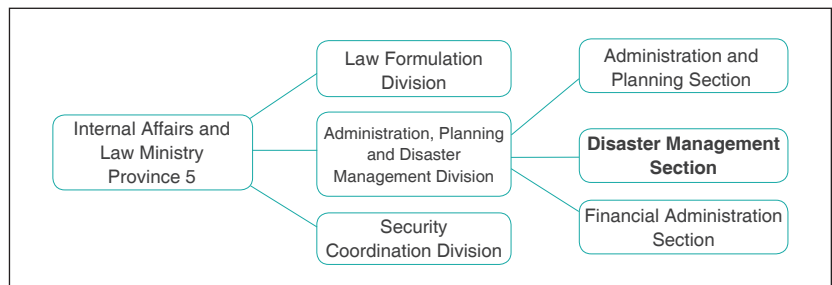 Internal Affairs and
Law Ministry
Province 5
Law Formulation
Division
Administration, Planning
and Disaster
Management Division
Security
Coordination Division
Administration and
Planning Section
Disaster Management
Section
Financial Administration
Section